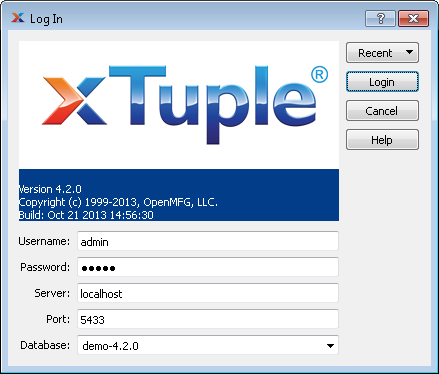 Log In
xTuple®
Recent
Login
Cancel
Help
Version 4.2.0
Copyright (c) 1999-2013, OpenMFG, LLC.
Build: Oct 21 2013 14:56:30
Username: admin
Password: ●●●●●
Server: localhost
Port: 5433
Database: demo-4.2.0